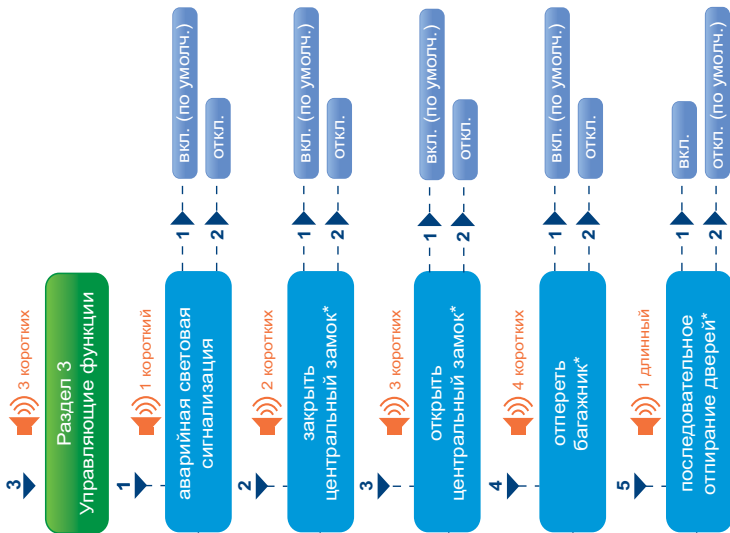 3
3 коротких
Раздел 3
Управляющие функции
1
1 короткий
аварийная световая
сигнализация
1
вкл. (по умолч.)
2
откл.
2
2 коротких
закрыть
центральный замок*
1
вкл. (по умолч.)
2
откл.
3
3 коротких
открыть
центральный замок*
1
вкл. (по умолч.)
2
откл.
4
4 коротких
отпереть
багажник*
1
вкл. (по умолч.)
2
откл.
5
1 длинный
последовательное
отпирание дверей*
1
вкл.
2
откл. (по умолч.)